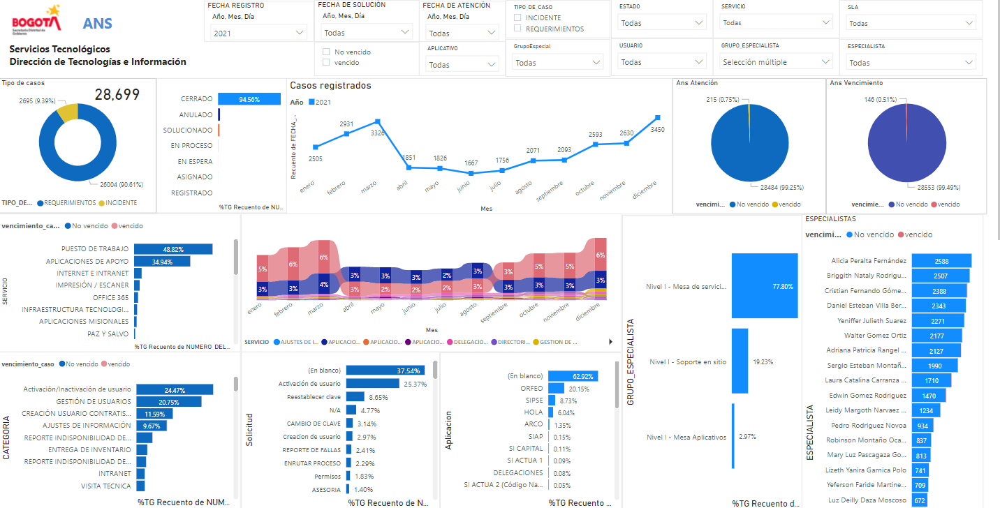 BOGOTÁ
Secretaría Distrital de
Gobierno
ANS
Servicios Tecnológicos
Dirección de Tecnologías e Información
FECHA REGISTRO
Año, Mes, Día
2021
FECHA DE SOLUCIÓN
Año, Mes, Día
Todas
No vencido
vencido
FECHA DE ATENCIÓN
Año, Mes, Día
Todas
APLICATIVO
Todas
TIPO_DE_CASO
INCIDENTE
REQUERIMIENTOS
GrupoEspecial
Todas
ESTADO
Todas
USUARIO
Todas
SERVICIO
Todas
GRUPO_ESPECIALISTA
Selección múltiple
SLA
Todas
ESPECIALISTA
Todas
Tipo de casos
28,699
2695 (9.39%)
26004 (90.61%)
TIPO_DE... REQUERIMIENTOS INCIDENTE
CERRADO 94.56%
ANULADO
SOLUCIONADO
EN PROCESO
EN ESPERA
ASIGNADO
REGISTRADO
%TG Recuento de NU...
Casos registrados
Año 2021
Recuento de FECHA_...
2505 2931 3326 1851 1826 1667 1756 2071 2093 2593 2630 3450
enero febrero marzo abril mayo junio julio agosto septiembre octubre noviembre diciembre
Mes
Ans Atención
215 (0.75%)
28484 (99.25%)
vencimi... No vencido vencido
Ans Vencimiento
146 (0.51%)
28553 (99.49%)
vencimie... No vencido vencido
vencimiento_ca... No vencido vencido
SERVICIO
PUESTO DE TRABAJO 48.82%
APLICACIONES DE APOYO 34.94%
INTERNET E INTRANET
IMPRESIÓN / ESCANER
OFFICE 365
INFRAESTRUCTURA TECNOLOGI...
APLICACIONES MISIONALES
PAZ Y SALVO
%TG Recuento de NUMERO_DEL...
5% 6% 6% 3% 3% 3% 2% 3% 3% 5% 5% 6%
3% 3% 4% 3% 2% 2% 2% 3% 3% 3% 3% 3%
enero febrero marzo abril mayo junio julio agosto septiembre octubre noviembre diciembre
Mes
SERVICIO AJUSTES DE I... APLICACIO... APLICACIO... APLICACIO... DELEGACIO... DIRECTORI... GESTION DE ...
GRUPO_ESPECIALISTA
Nivel I - Mesa de servici... 77.80%
Nivel I - Soporte en sitio 19.23%
Nivel I - Mesa Aplicativos 2.97%
%TG Recuento d...
ESPECIALISTAS
vencimi... No vencido vencido
ESPECIALISTA
Alicia Peralta Fernández 2588
Briggith Nataly Rodrigu... 2507
Cristian Fernando Góme... 2388
Daniel Esteban Villa Ber... 2343
Yeniffer Julieth Suarez 2271
Walter Gomez Ortiz 2177
Adriana Patricia Rangel ... 2127
Sergio Esteban Montañ... 1990
Laura Catalina Carranza ... 1710
Edwin Gomez Rodriguez 1470
Leidy Margoth Narvaez ... 1234
Pedro Rodriguez Novoa 934
Robinson Montaño Oca... 837
Mary Luz Pascagaza Go... 813
Lizeth Yanira Garnica Polo 741
Yeferson Faride Martine... 709
Luz Deilly Daza Moscoso 672
vencimiento_caso No vencido vencido
CATEGORIA
Activación/Inactivación de usuario 24.47%
GESTIÓN DE USUARIOS 20.75%
CREACIÓN USUARIO CONTRATIS... 11.59%
AJUSTES DE INFORMACIÓN 9.67%
REPORTE INDISPONIBILIDAD DE...
ENTREGA DE INVENTARIO
REPORTE INDISPONIBILIDAD DE...
INTRANET
VISITA TECNICA
%TG Recuento de NUM...
Solicitud
(En blanco) 37.54%
Activación de usuario 25.37%
Reestablecer clave 8.65%
N/A 4.77%
CAMBIO DE CLAVE 3.14%
Creacion de usuario 2.97%
REPORTE DE FALLAS 2.41%
ENRUTAR PROCESO 2.29%
Permisos 1.83%
ASESORIA 1.40%
%TG Recuento de N...
Aplicacion
(En blanco) 62.92%
ORFEO 20.15%
SIPSE 8.73%
HOLA 6.04%
ARCO 1.35%
SIAP 0.15%
SI CAPITAL 0.11%
SI ACTUA 1 0.09%
DELEGACIONES 0.08%
SI ACTUA 2 (Código Na... 0.05%
%TG Recuento ...